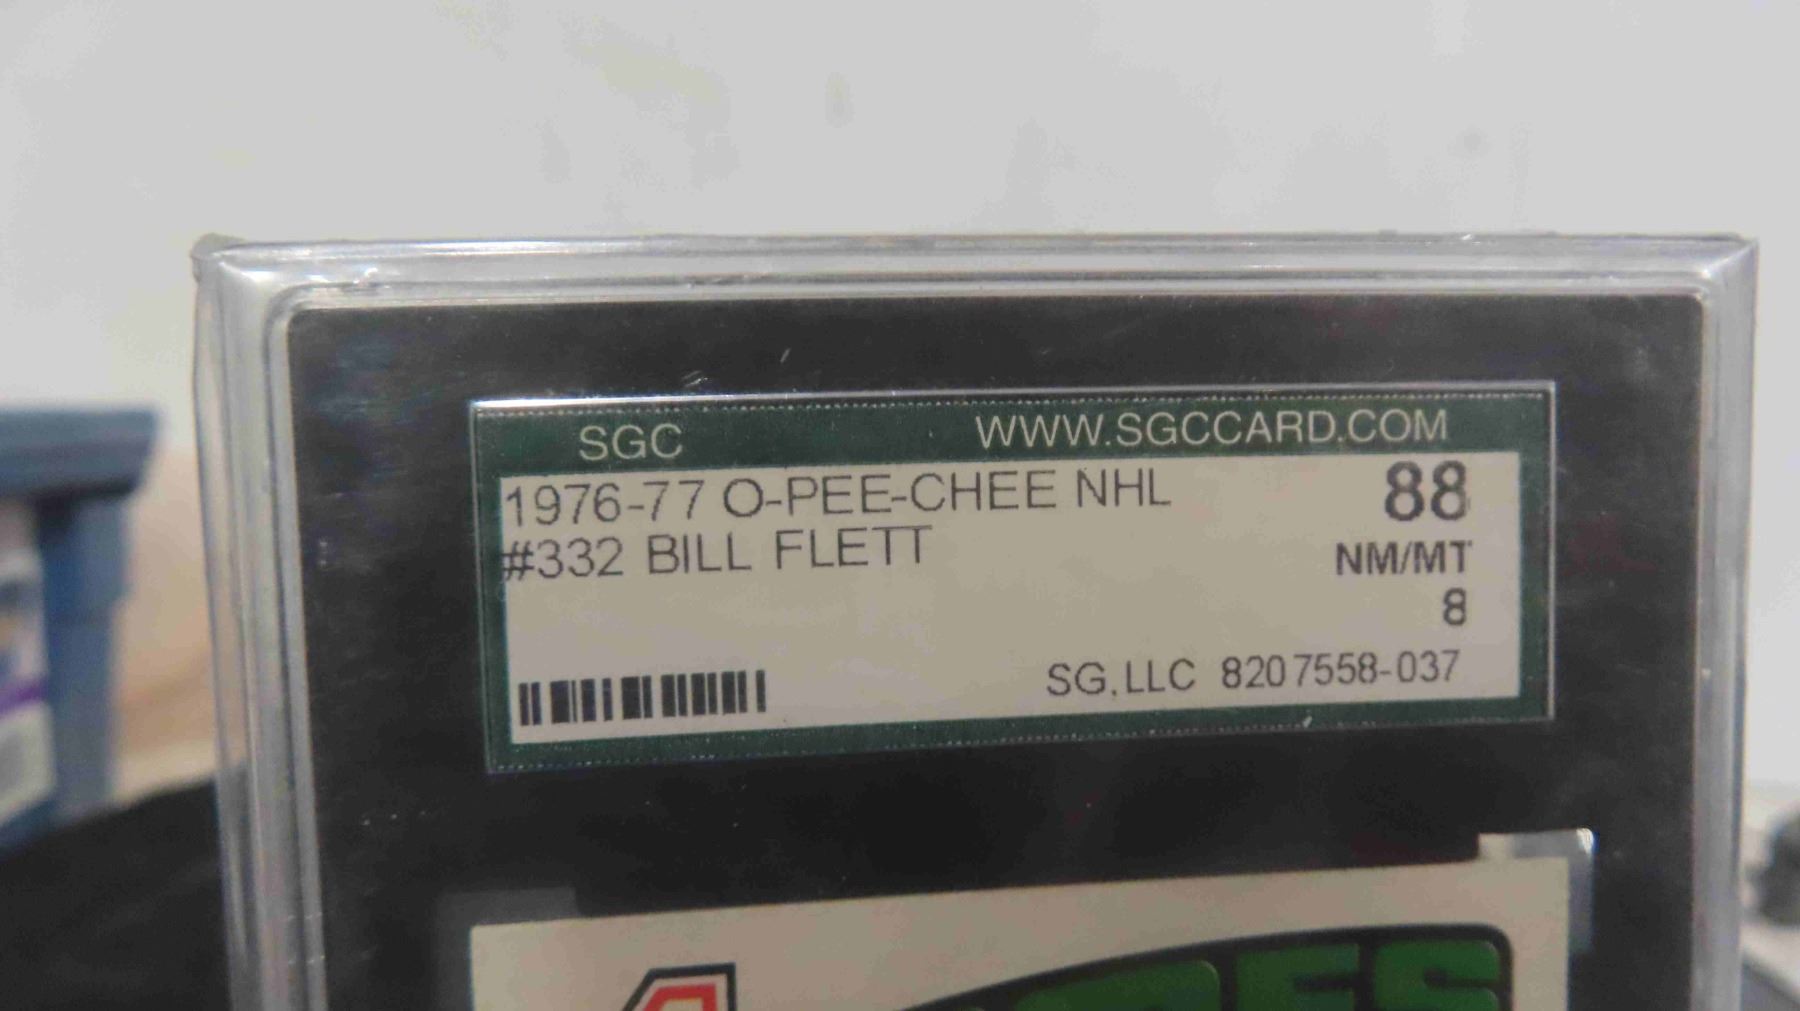 SGC WWW.SGCCARD.COM
1976-77 O-PEE-CHEE NHL 88
#332 BILL FLETT NM/MT
8
SG, LLC 8207558-037